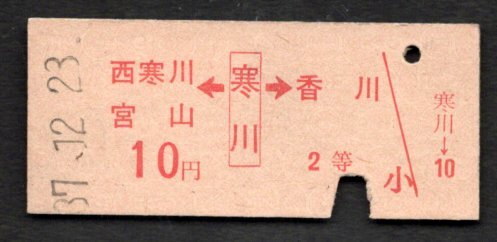 37.12.23.
西寒川 ← 寒川 → 香川
宮山
10円
2等
小
寒川→10